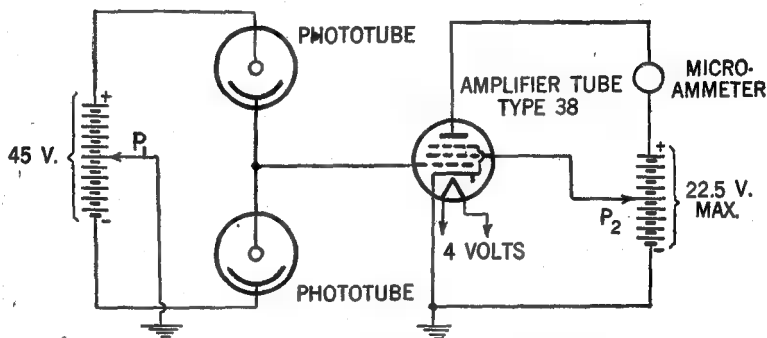 PHOTOTUBE
AMPLIFIER TUBE
TYPE 38
MICRO-
AMMETER
45 V.
+
P1
-
+
P2
-
22.5 V.
MAX.
4 VOLTS
PHOTOTUBE